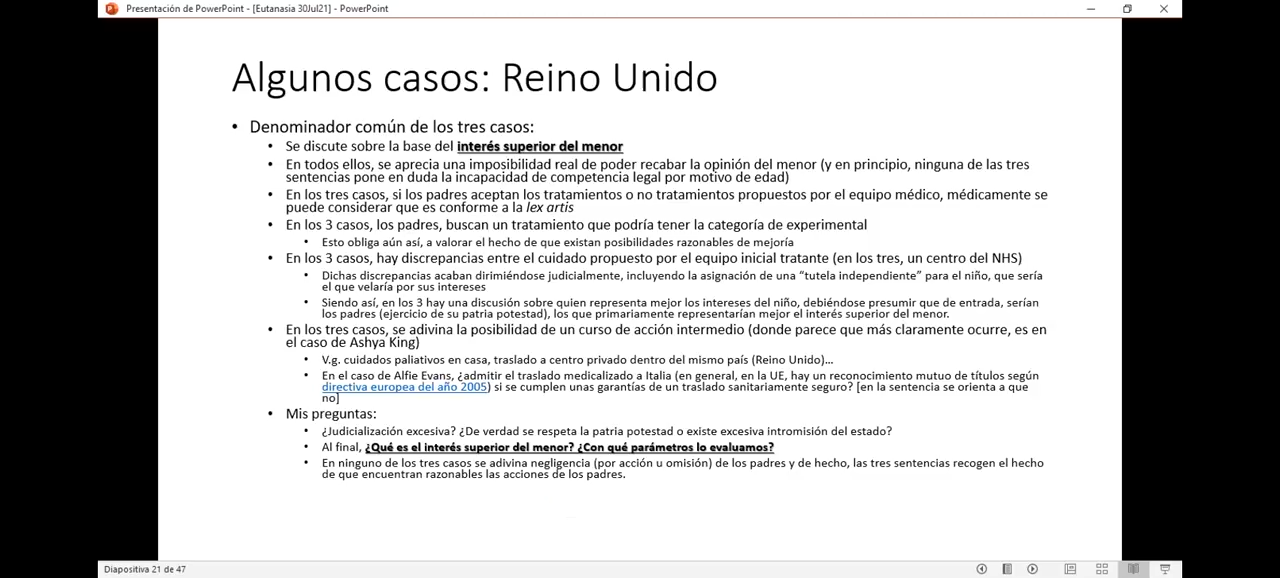 Presentación de PowerPoint - [Eutanasia 30Jul21] - PowerPoint
Algunos casos: Reino Unido
• Denominador común de los tres casos:
• Se discute sobre la base del interés superior del menor
• En todos ellos, se aprecia una imposibilidad real de poder recabar la opinión del menor (y en principio, ninguna de las tres
sentencias pone en duda la incapacidad de competencia legal por motivo de edad)
• En los tres casos, si los padres aceptan los tratamientos o no tratamientos propuestos por el equipo médico, médicamente se
puede considerar que es conforme a la lex artis
• En los 3 casos, los padres, buscan un tratamiento que podría tener la categoría de experimental
• Esto obliga aún así, a valorar el hecho de que existan posibilidades razonables de mejoría
• En los 3 casos, hay discrepancias entre el cuidado propuesto por el equipo inicial tratante (en los tres, un centro del NHS)
• Dichas discrepancias acaban dirimiéndose judicialmente, incluyendo la asignación de una “tutela independiente” para el niño, que sería
el que velaría por sus intereses
• Siendo así, en los 3 hay una discusión sobre quien representa mejor los intereses del niño, debiéndose presumir que de entrada, serían
los padres (ejercicio de su patria potestad), los que primariamente representarían mejor el interés superior del menor.
• En los tres casos, se adivina la posibilidad de un curso de acción intermedio (donde parece que más claramente ocurre, es en
el caso de Ashya King)
• V.g. cuidados paliativos en casa, traslado a centro privado dentro del mismo país (Reino Unido)…
• En el caso de Alfie Evans, ¿admitir el traslado medicalizado a Italia (en general, en la UE, hay un reconocimiento mutuo de títulos según
directiva europea del año 2005) si se cumplen unas garantías de un traslado sanitariamente seguro? [en la sentencia se orienta a que
no]
• Mis preguntas:
• ¿Judicialización excesiva? ¿De verdad se respeta la patria potestad o existe excesiva intromisión del estado?
• Al final, ¿Qué es el interés superior del menor? ¿Con qué parámetros lo evaluamos?
• En ninguno de los tres casos se adivina negligencia (por acción u omisión) de los padres y de hecho, las tres sentencias recogen el hecho
de que encuentran razonables las acciones de los padres.
Diapositiva 21 de 47